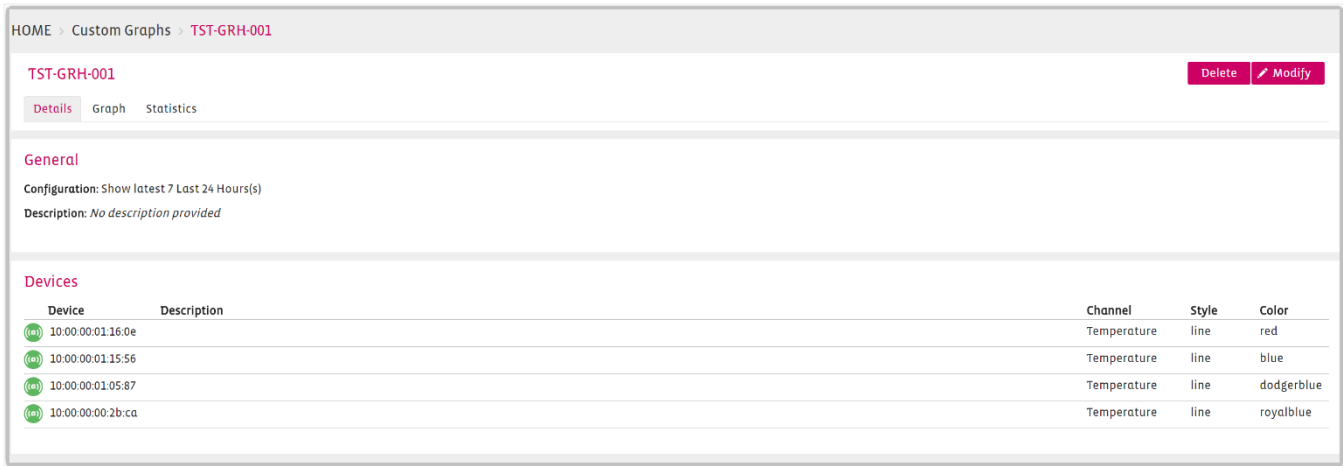 HOME > Custom Graphs > TST-GRH-001
TST-GRH-001
Delete Modify
Details Graph Statistics
General
Configuration: Show latest 7 Last 24 Hours(s)
Description: No description provided
Devices
Device Description Channel Style Color
10:00:00:01:16:0e Temperature line red
10:00:00:01:15:56 Temperature line blue
10:00:00:01:05:87 Temperature line dodgerblue
10:00:00:00:2b:ca Temperature line royalblue